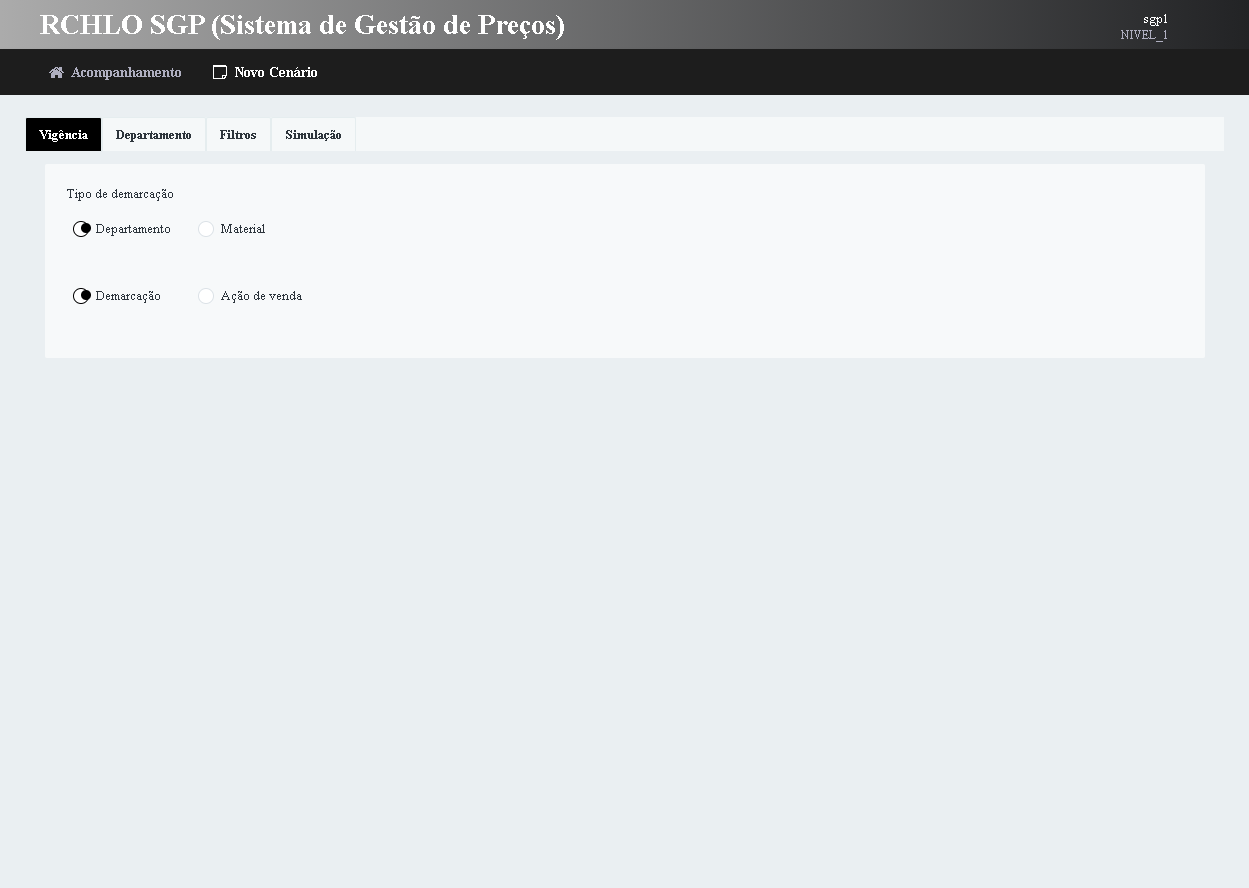 RCHLO SGP (Sistema de Gestão de Preços)
sgp1
NIVEL_1
Acompanhamento Novo Cenário
Vigência Departamento Filtros Simulação
Tipo de demarcação
Departamento Material
Demarcação Ação de venda